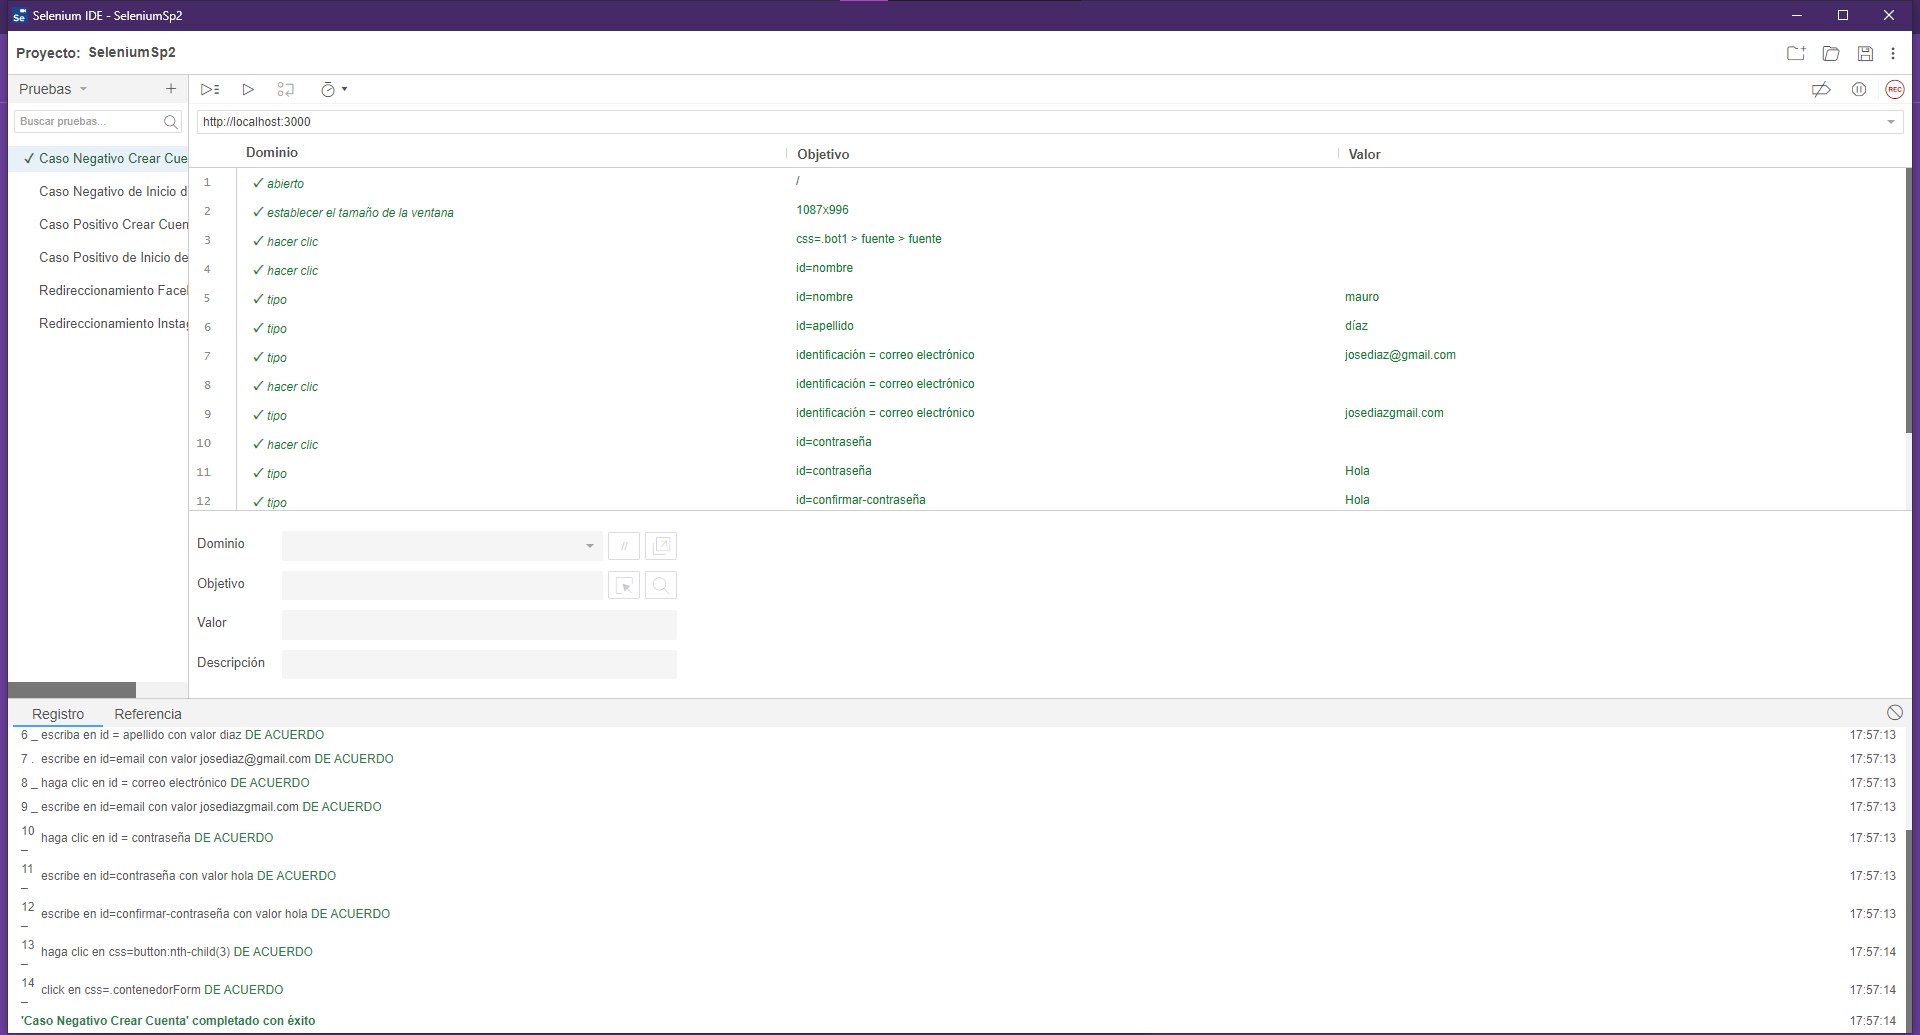 Selenium IDE - SeleniumSp2
Proyecto: SeleniumSp2
Pruebas
Buscar pruebas...
http://localhost:3000
REC
✓ Caso Negativo Crear Cue
Caso Negativo de Inicio d
Caso Positivo Crear Cuen
Caso Positivo de Inicio de
Redireccionamiento Facel
Redireccionamiento Instag
Dominio Objetivo Valor
1 ✓ abierto /
2 ✓ establecer el tamaño de la ventana 1087x996
3 ✓ hacer clic css=.bot1 > fuente > fuente
4 ✓ hacer clic id=nombre
5 ✓ tipo id=nombre mauro
6 ✓ tipo id=apellido díaz
7 ✓ tipo identificación = correo electrónico josediaz@gmail.com
8 ✓ hacer clic identificación = correo electrónico
9 ✓ tipo identificación = correo electrónico josediazgmail.com
10 ✓ hacer clic id=contraseña
11 ✓ tipo id=contraseña Hola
12 ✓ tipo id=confirmar-contraseña Hola
Dominio //
Objetivo
Valor
Descripción
Registro Referencia
6 _ escriba en id = apellido con valor diaz DE ACUERDO 17:57:13
7 . escribe en id=email con valor josediaz@gmail.com DE ACUERDO 17:57:13
8 _ haga clic en id = correo electrónico DE ACUERDO 17:57:13
9 _ escribe en id=email con valor josediazgmail.com DE ACUERDO 17:57:13
10 _ haga clic en id = contraseña DE ACUERDO 17:57:13
11 _ escribe en id=contraseña con valor hola DE ACUERDO 17:57:13
12 _ escribe en id=confirmar-contraseña con valor hola DE ACUERDO 17:57:13
13 _ haga clic en css=button:nth-child(3) DE ACUERDO 17:57:14
14 _ click en css=.contenedorForm DE ACUERDO 17:57:14
'Caso Negativo Crear Cuenta' completado con éxito 17:57:14